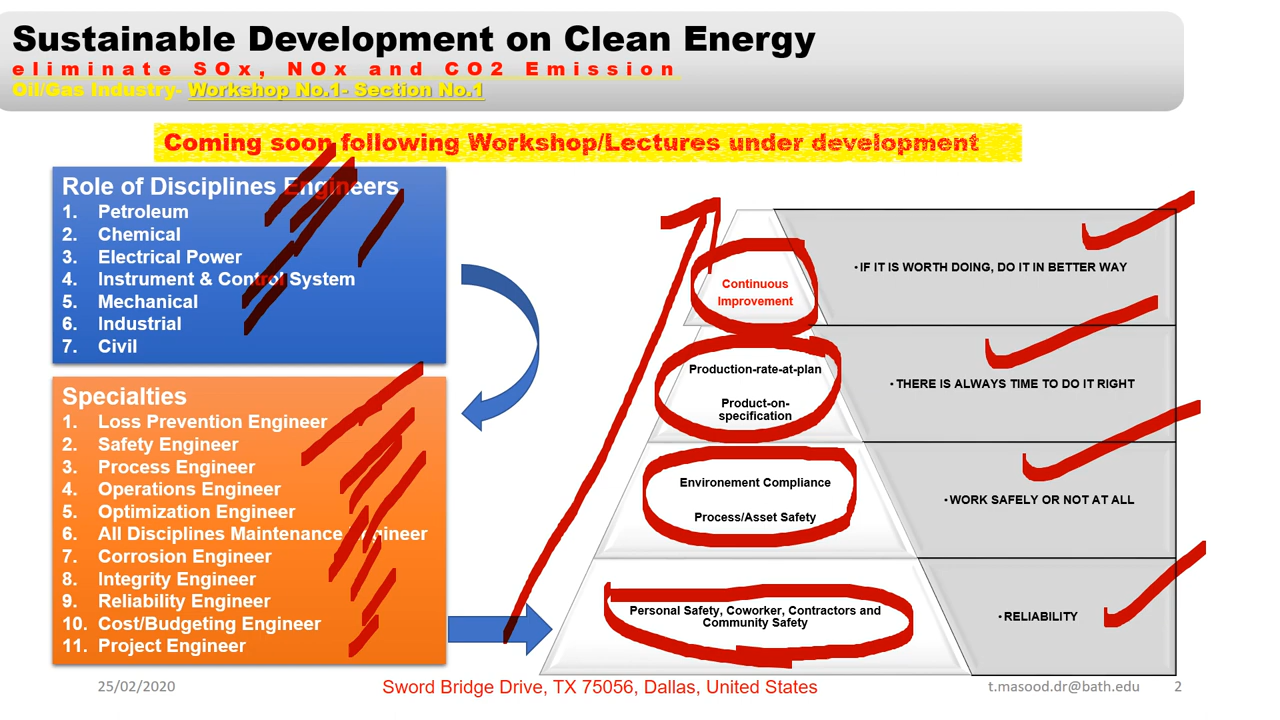 Sustainable Development on Clean Energy
eliminate SOx, NOx and CO2 Emission
Oil/Gas Industry- Workshop No.1- Section No.1
Coming soon following Workshop/Lectures under development
Role of Disciplines Engineers
1. Petroleum
2. Chemical
3. Electrical Power
4. Instrument & Control System
5. Mechanical
6. Industrial
7. Civil
Specialties
1. Loss Prevention Engineer
2. Safety Engineer
3. Process Engineer
4. Operations Engineer
5. Optimization Engineer
6. All Disciplines Maintenance Engineer
7. Corrosion Engineer
8. Integrity Engineer
9. Reliability Engineer
10. Cost/Budgeting Engineer
11. Project Engineer
Continuous
Improvement
•IF IT IS WORTH DOING, DO IT IN BETTER WAY
Production-rate-at-plan
Product-on-
specification
•THERE IS ALWAYS TIME TO DO IT RIGHT
Environement Compliance
Process/Asset Safety
•WORK SAFELY OR NOT AT ALL
Personal Safety, Coworker, Contractors and
Community Safety
•RELIABILITY
25/02/2020
Sword Bridge Drive, TX 75056, Dallas, United States
t.masood.dr@bath.edu
2